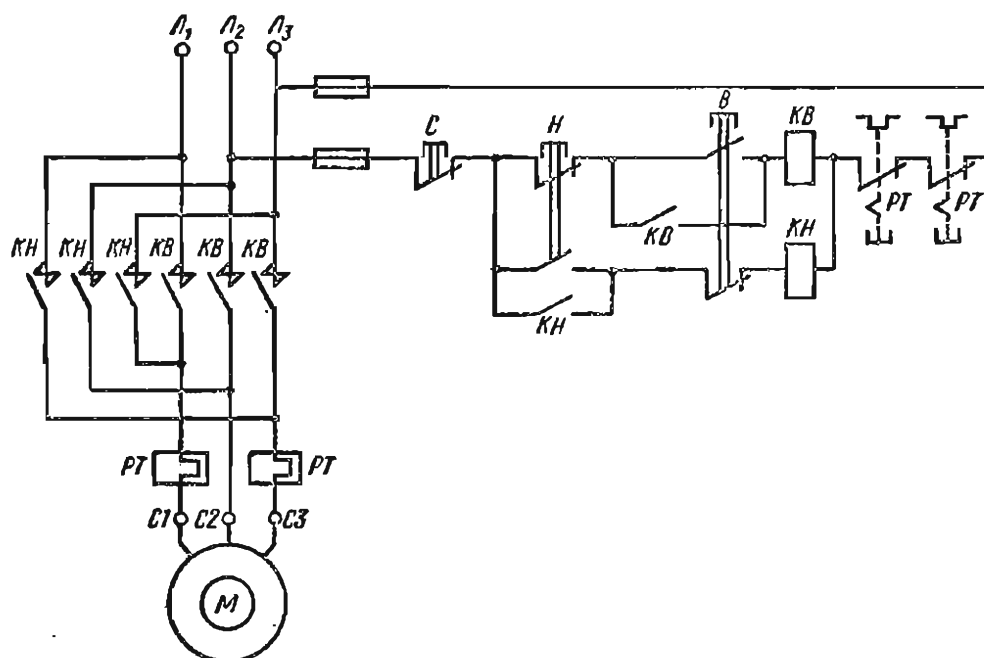 Л₁ Л₂ Л₃
С Н В КВ
РТ РТ
КВ КН
КН КН КН КВ КВ КВ
КН
РТ РТ
С1 С2 С3
М